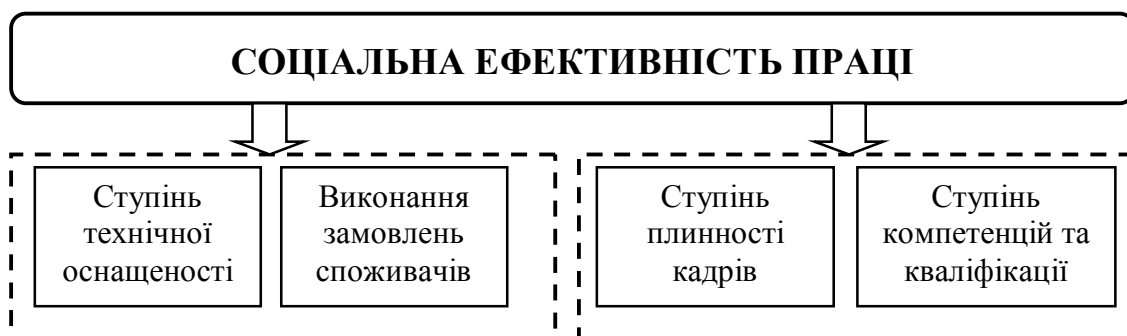 СОЦІАЛЬНА ЕФЕКТИВНІСТЬ ПРАЦІ
Ступінь
технічної
оснащеності
Виконання
замовлень
споживачів
Ступінь
плинності
кадрів
Ступінь
компетенцій та
кваліфікації